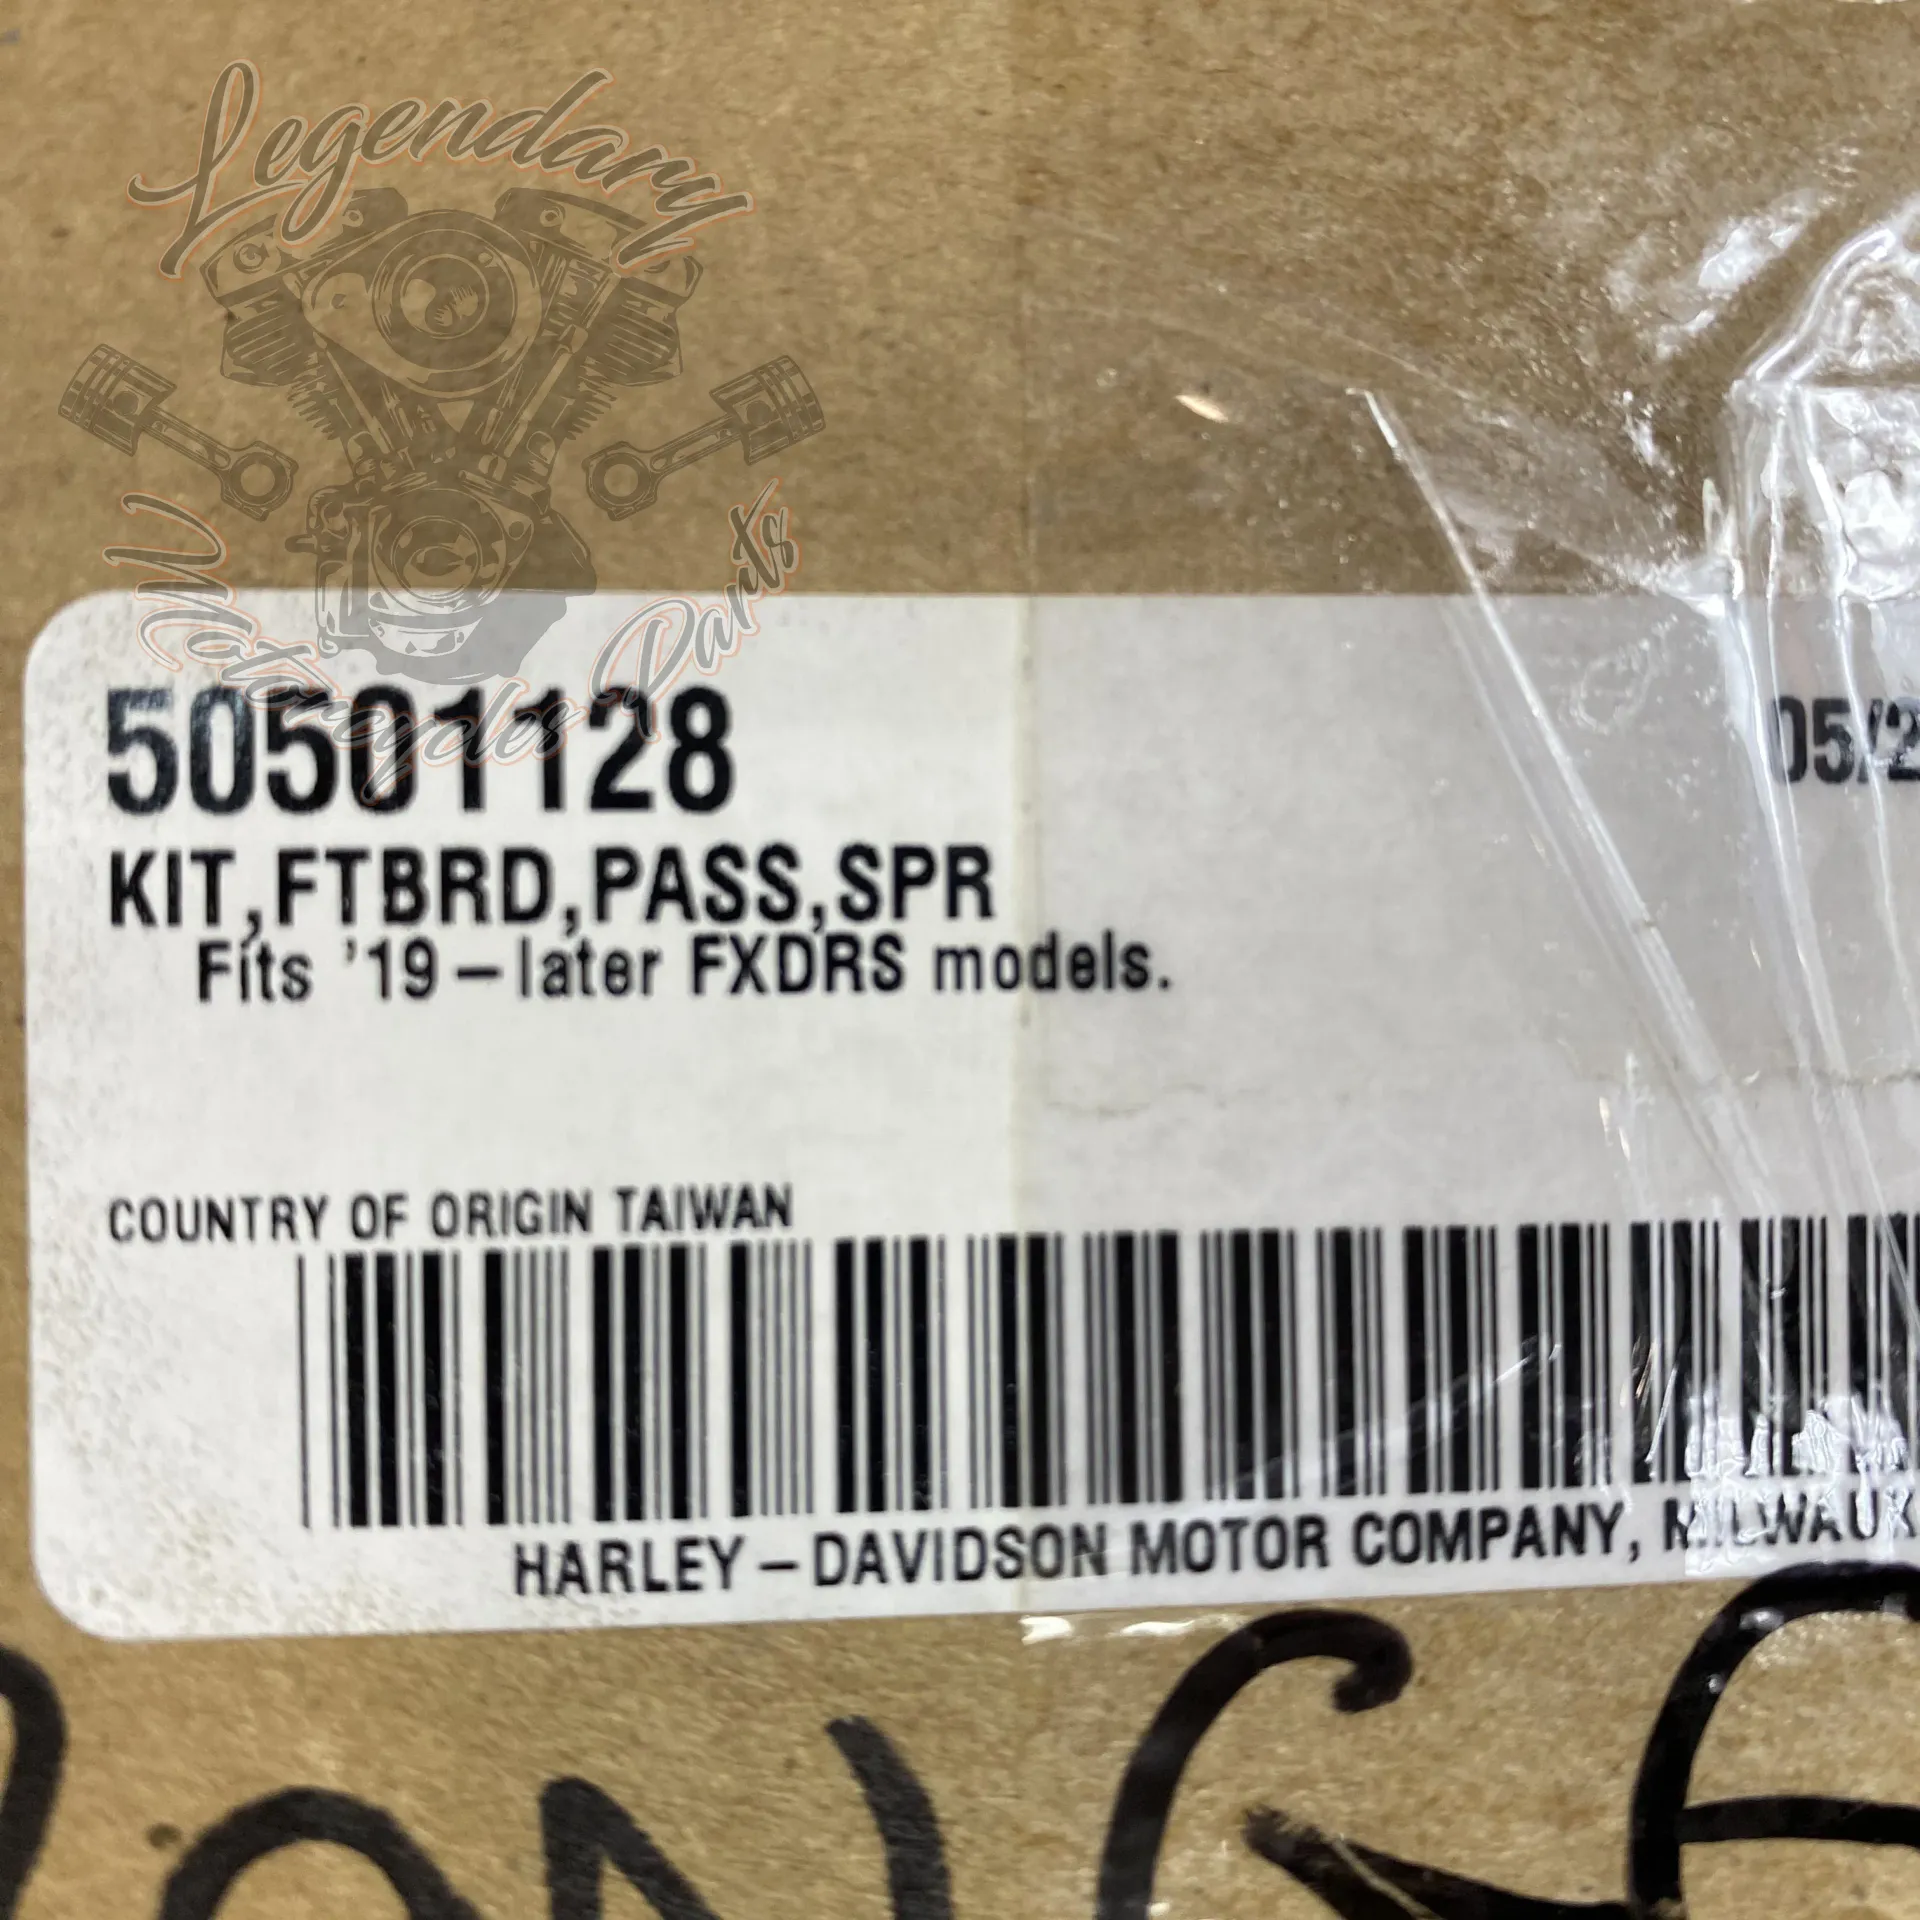 Legendary
Motorcycles Parts
50501128
05/2
KIT,FTBRD,PASS,SPR
Fits '19-later FXDRS models.
COUNTRY OF ORIGIN TAIWAN
HARLEY-DAVIDSON MOTOR COMPANY, MILWAUK